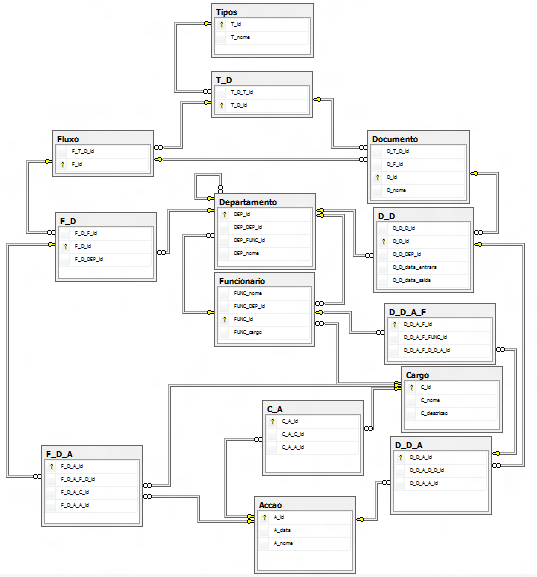 Tipos
T_id
T_nome
T_D
T_D_T_id
T_D_id
Fluxo
F_T_D_id
F_id
Documento
D_T_D_id
D_F_id
D_id
D_nome
Departamento
DEP_id
DEP_DEP_id
DEP_FUNC_id
DEP_nome
F_D
F_D_F_id
F_D_id
F_D_DEP_id
D_D
D_D_D_id
D_D_id
D_D_DEP_id
D_D_data_entrara
D_D_data_saida
Funcionario
FUNC_nome
FUNC_DEP_id
FUNC_id
FUNC_cargo
D_D_A_F
D_D_A_F_id
D_D_A_F_FUNC_id
D_D_A_F_D_D_A_id
Cargo
C_id
C_nome
C_descricao
C_A
C_A_id
C_A_C_id
C_A_A_id
D_D_A
D_D_A_id
D_D_A_D_D_id
D_D_A_A_id
F_D_A
F_D_A_id
F_D_A_F_D_id
F_D_A_C_id
F_D_A_A_id
Accao
A_id
A_data
A_nome